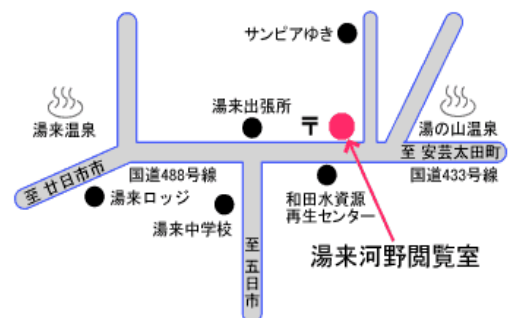 サンピアゆき
湯来出張所
〒
湯来温泉
湯の山温泉
至 安芸太田町
国道488号線
国道433号線
至 廿日市市
湯来ロッジ
和田水資源
再生センター
湯来中学校
至 五日市
湯来河野閲覧室